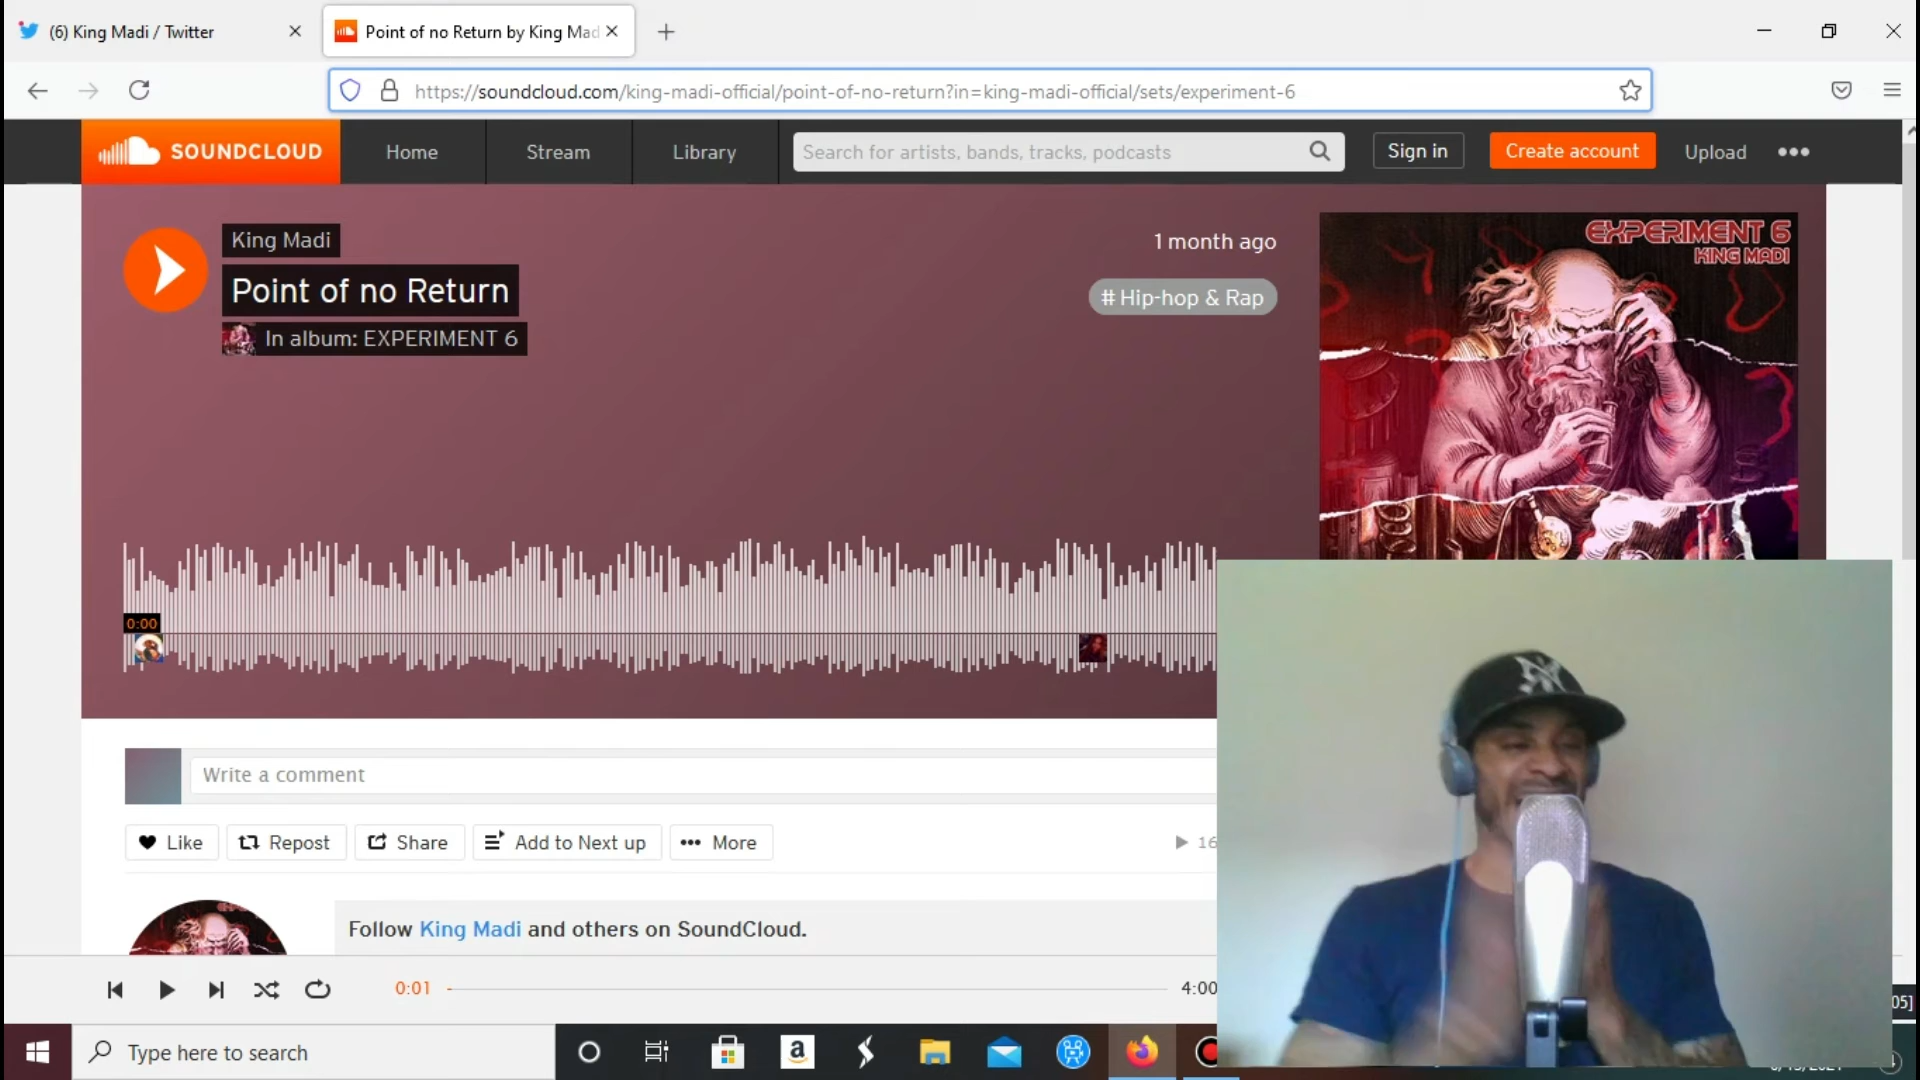 (6) King Madi / Twitter
Point of no Return by King Mad
https://soundcloud.com/king-madi-official/point-of-no-return?in=king-madi-official/sets/experiment-6
SOUNDCLOUD
Home
Stream
Library
Search for artists, bands, tracks, podcasts
Sign in
Create account
Upload
King Madi
1 month ago
Point of no Return
# Hip-hop & Rap
In album: EXPERIMENT 6
EXPERIMENT 6
KING MADI
0:00
Write a comment
Like
Repost
Share
Add to Next up
More
16
Follow King Madi and others on SoundCloud.
0:01
4:00
05]
Type here to search
a
NY